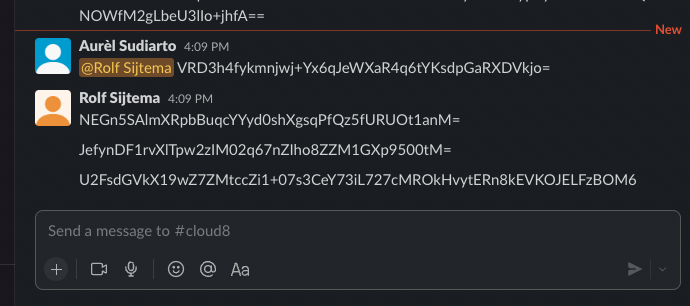 NOWfM2gLbeU3lIo+jhfA==
New
Aurèl Sudiarto 4:09 PM
@Rolf Sijtema VRD3h4fykmnjwj+Yx6qJeWXaR4q6tYKsdpGaRXDVkjo=
Rolf Sijtema 4:09 PM
NEGn5SAlmXRpbBuqcYYyd0shXgsqPfQz5fURUOt1anM=
JefynDF1rvXlTpw2zIM02q67nZlho8ZZM1GXp9500tM=
U2FsdGVkX19wZ7ZMtccZi1+07s3CeY73iL727cMROkHvytERn8kEVKOJELFzBOM6
Send a message to #cloud8
Aa